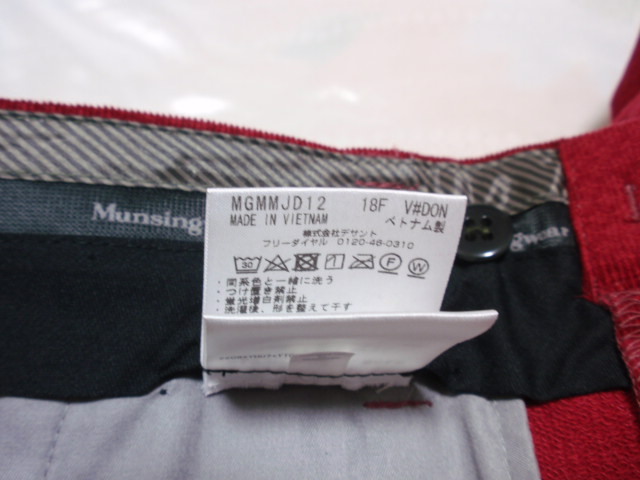 MGMMJD12 18F V#DON
MADE IN VIETNAM ベトナム製
株式会社デサント
フリーダイヤル 0120-46-0310
30 F W
・同系色と一緒に洗う
・つけ置き禁止
・蛍光増白剤禁止
・洗濯後、形を整えて干す
Munsing
gwear